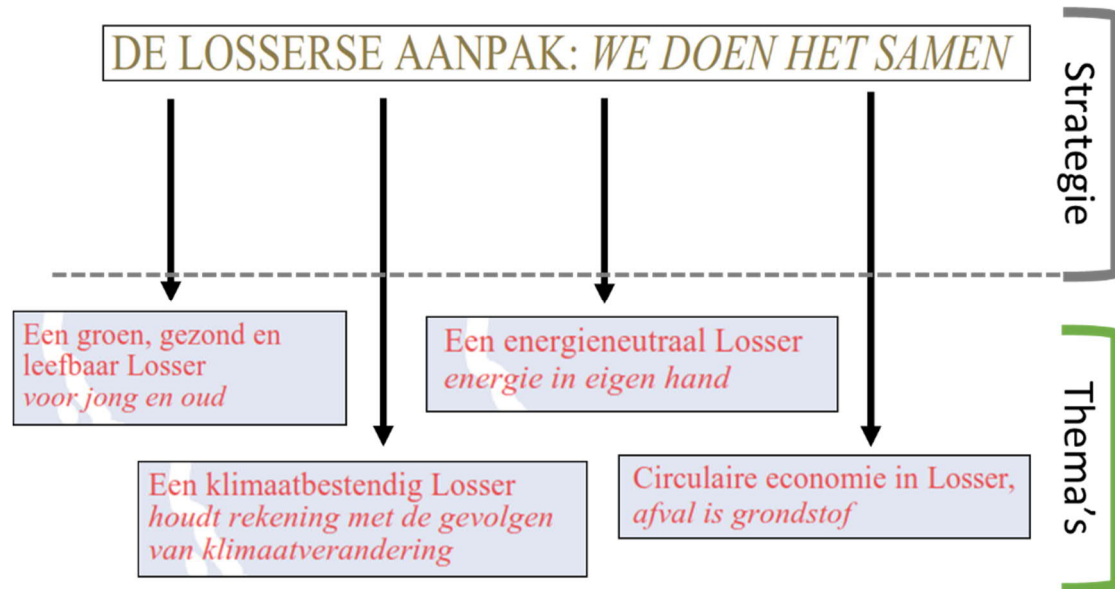 DE LOSSERSE AANPAK: WE DOEN HET SAMEN
Strategie
Een groen, gezond en
leefbaar Losser
voor jong en oud
Een energieneutraal Losser
energie in eigen hand
Een klimaatbestendig Losser
houdt rekening met de gevolgen
van klimaatverandering
Circulaire economie in Losser,
afval is grondstof
Thema's